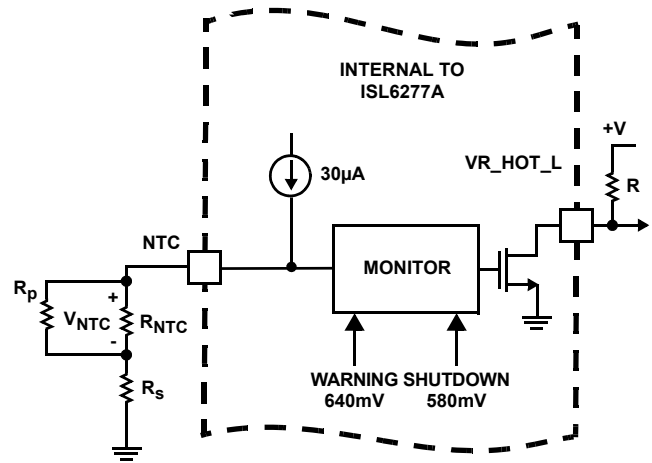 INTERNAL TO
ISL6277A
+V
VR_HOT_L
R
30µA
NTC
MONITOR
Rp
+
VNTC
RNTC
-
Rs
WARNING SHUTDOWN
640mV 580mV